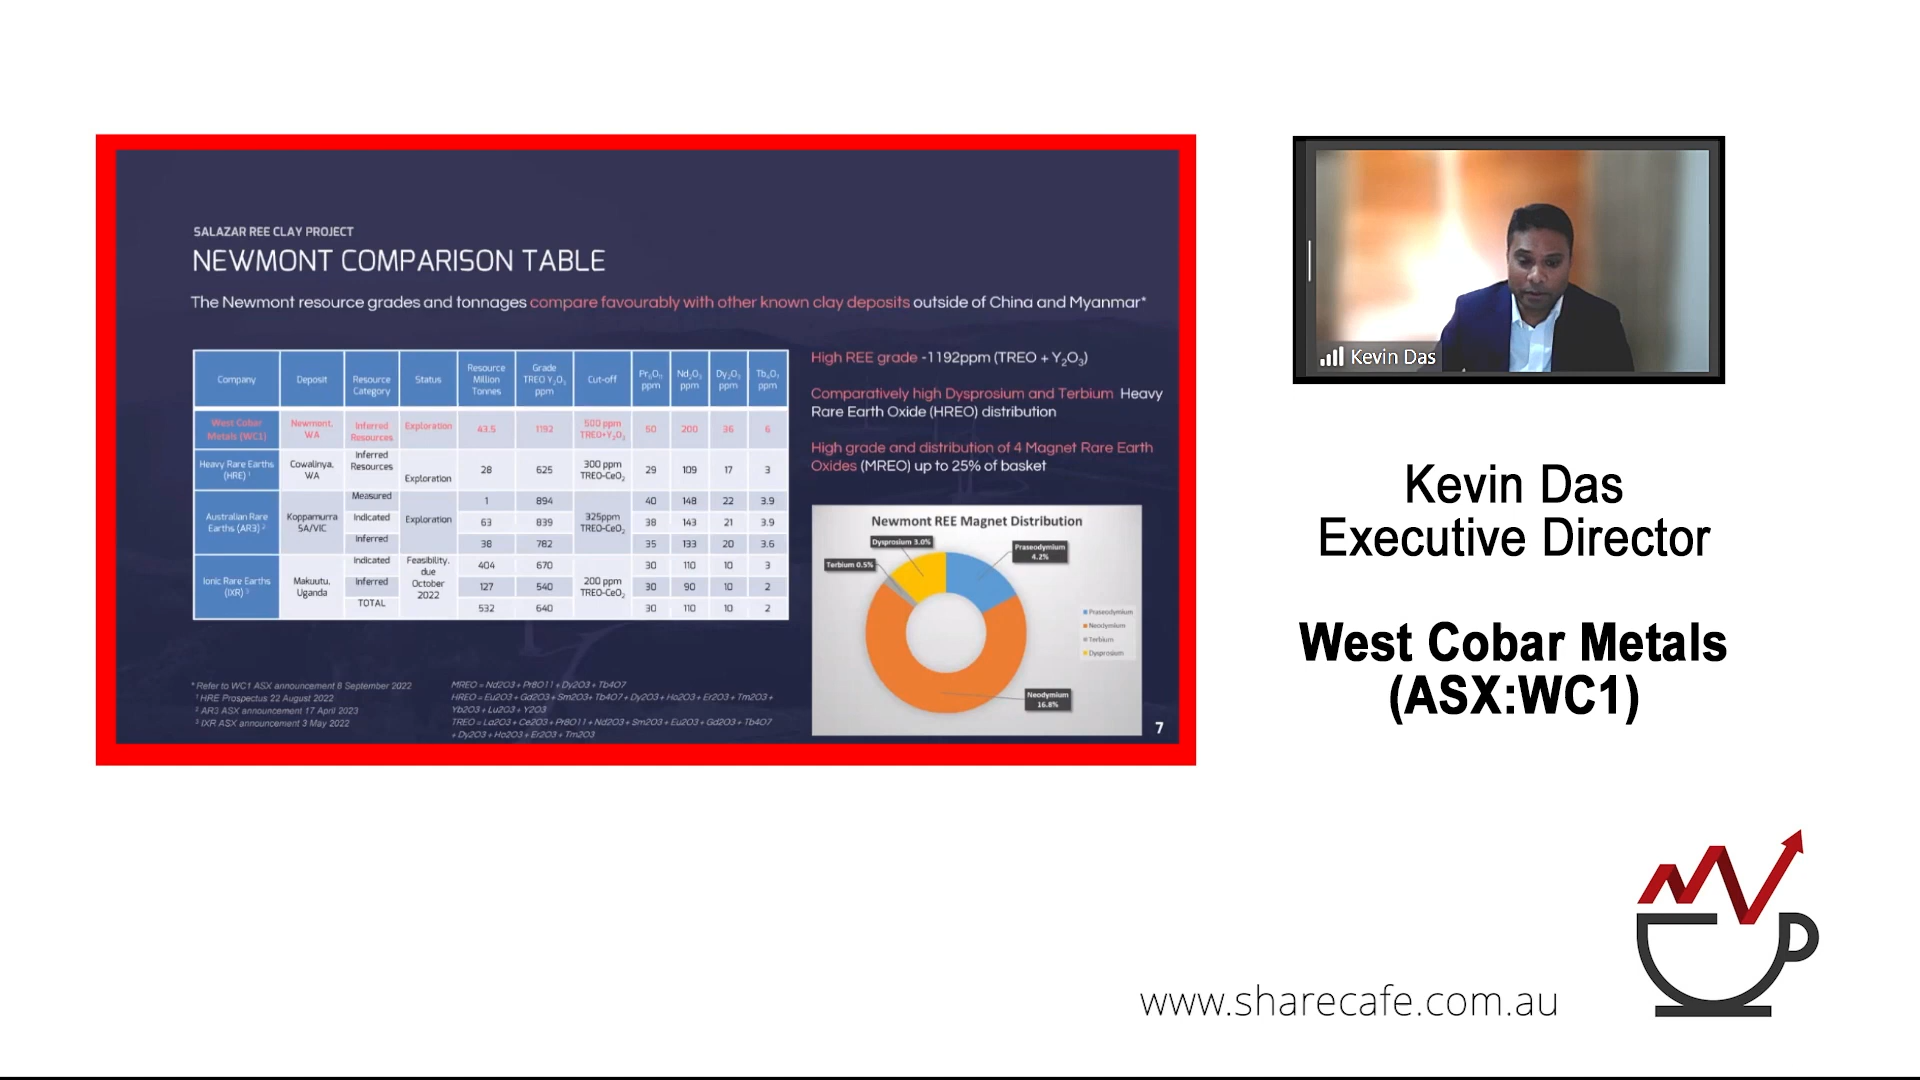 SALAZAR REE CLAY PROJECT
NEWMONT COMPARISON TABLE
The Newmont resource grades and tonnages compare favourably with other known clay deposits outside of China and Myanmar*
Company Deposit Resource Category Status Resource Million Tonnes Grade TREO Y₂O₃ ppm Cut-off Pr₆O₁₁ ppm Nd₂O₃ ppm Dy₂O₃ ppm Tb₄O₇ ppm
West Cobar Metals (WC1) Newmont, WA Inferred Resources Exploration 43.5 1192 500 ppm TREO+Y₂O₃ 50 200 36 6
Heavy Rare Earths (HRE) ¹ Cowalinya, WA Inferred Resources Exploration 28 625 300 ppm TREO-CeO₂ 29 109 17 3
Australian Rare Earths (AR3) ² Koppamurra SA/VIC Exploration 325ppm TREO-CeO₂
Measured 1 894 40 148 22 3.9
Indicated 63 839 38 143 21 3.9
Inferred 38 782 35 133 20 3.6
Ionic Rare Earths (IXR) ³ Makuutu, Uganda Feasibility, due October 2022 200 ppm TREO-CeO₂
Indicated 404 670 30 110 10 3
Inferred 127 540 30 90 10 2
TOTAL 532 640 30 110 10 2
High REE grade -1192ppm (TREO + Y₂O₃)
Comparatively high Dysprosium and Terbium Heavy
Rare Earth Oxide (HREO) distribution
High grade and distribution of 4 Magnet Rare Earth
Oxides (MREO) up to 25% of basket
Newmont REE Magnet Distribution
Dysprosium 3.0%
Praseodymium
4.2%
Terbium 0.5%
Neodymium
16.8%
Praseodymium
Neodymium
Terbium
Dysprosium
* Refer to WC1 ASX announcement 8 September 2022
¹ HRE Prospectus 22 August 2022
² AR3 ASX announcement 17 April 2023
³ IXR ASX announcement 3 May 2022
MREO = Nd2O3 + Pr8O11 + Dy2O3 + Tb4O7
HREO = Eu2O3 + Gd2O3 + Sm2O3+ Tb4O7 + Dy2O3 + Ho2O3 + Er2O3 + Tm2O3 +
Yb2O3 + Lu2O3 + Y2O3
TREO = La2O3 + Ce2O3 + Pr8O11 + Nd2O3 + Sm2O3 + Eu2O3 + Gd2O3 + Tb4O7
+ Dy2O3 + Ho2O3 + Er2O3 + Tm2O3
7
Kevin Das
Kevin Das
Executive Director
West Cobar Metals
(ASX:WC1)
www.sharecafe.com.au